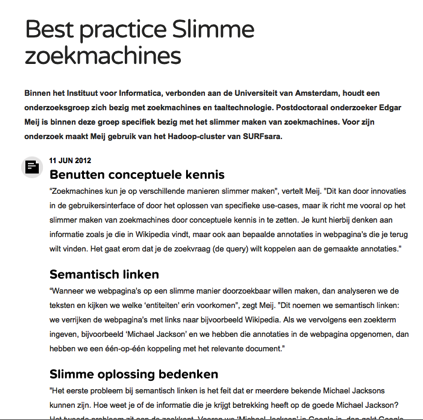 Best practice Slimme
zoekmachines
Binnen het Instituut voor Informatica, verbonden aan de Universiteit van Amsterdam, houdt een
onderzoeksgroep zich bezig met zoekmachines en taaltechnologie. Postdoctoraal onderzoeker Edgar
Meij is binnen deze groep specifiek bezig met het slimmer maken van zoekmachines. Voor zijn
onderzoek maakt Meij gebruik van het Hadoop-cluster van SURFsara.
11 JUN 2012
Benutten conceptuele kennis
"Zoekmachines kun je op verschillende manieren slimmer maken", vertelt Meij. "Dit kan door innovaties
in de gebruikersinterface of door het oplossen van specifieke use-cases, maar ik richt me vooral op het
slimmer maken van zoekmachines door conceptuele kennis in te zetten. Je kunt hierbij denken aan
informatie zoals je die in Wikipedia vindt, maar ook aan bepaalde annotaties in webpagina's die je terug
wilt vinden. Het gaat erom dat je de zoekvraag (de query) wilt koppelen aan de gemaakte annotaties."
Semantisch linken
"Wanneer we webpagina's op een slimme manier doorzoekbaar willen maken, dan analyseren we de
teksten en kijken we welke 'entiteiten' erin voorkomen", zegt Meij. "Dit noemen we semantisch linken:
we verrijken de webpagina's met links naar bijvoorbeeld Wikipedia. Als we vervolgens een zoekterm
ingeven, bijvoorbeeld 'Michael Jackson' en we hebben die annotaties in de webpagina opgenomen, dan
hebben we een één-op-één koppeling met het relevante document."
Slimme oplossing bedenken
"Het eerste probleem bij semantisch linken is het feit dat er meerdere bekende Michael Jacksons
kunnen zijn. Hoe weet je of de informatie die je krijgt betrekking heeft op de goede Michael Jackson?